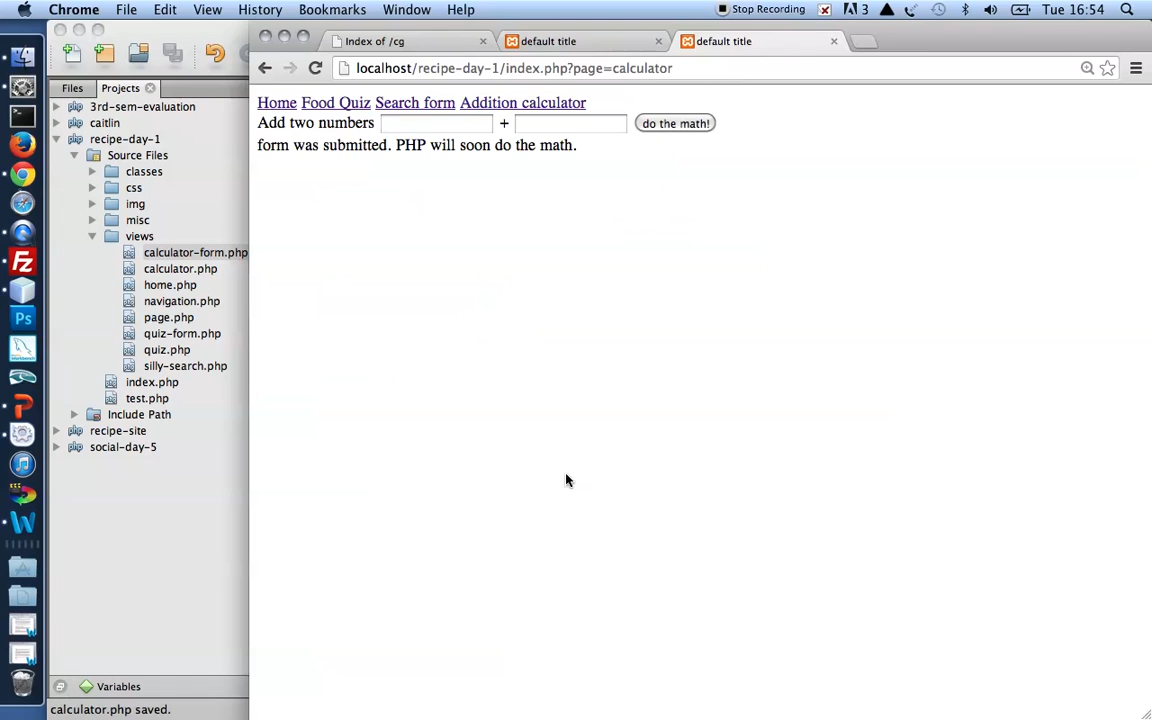 Chrome File Edit View History Bookmarks Window Help Stop Recording 3 Tue 16:54
Index of /cg default title default title
localhost/recipe-day-1/index.php?page=calculator
Files Projects
3rd-sem-evaluation
caitlin
recipe-day-1
Source Files
classes
css
img
misc
views
calculator-form.php
calculator.php
home.php
navigation.php
page.php
quiz-form.php
quiz.php
silly-search.php
index.php
test.php
Include Path
recipe-site
social-day-5
Variables
calculator.php saved.
Home Food Quiz Search form Addition calculator
Add two numbers + do the math!
form was submitted. PHP will soon do the math.
Fz
Ps
W